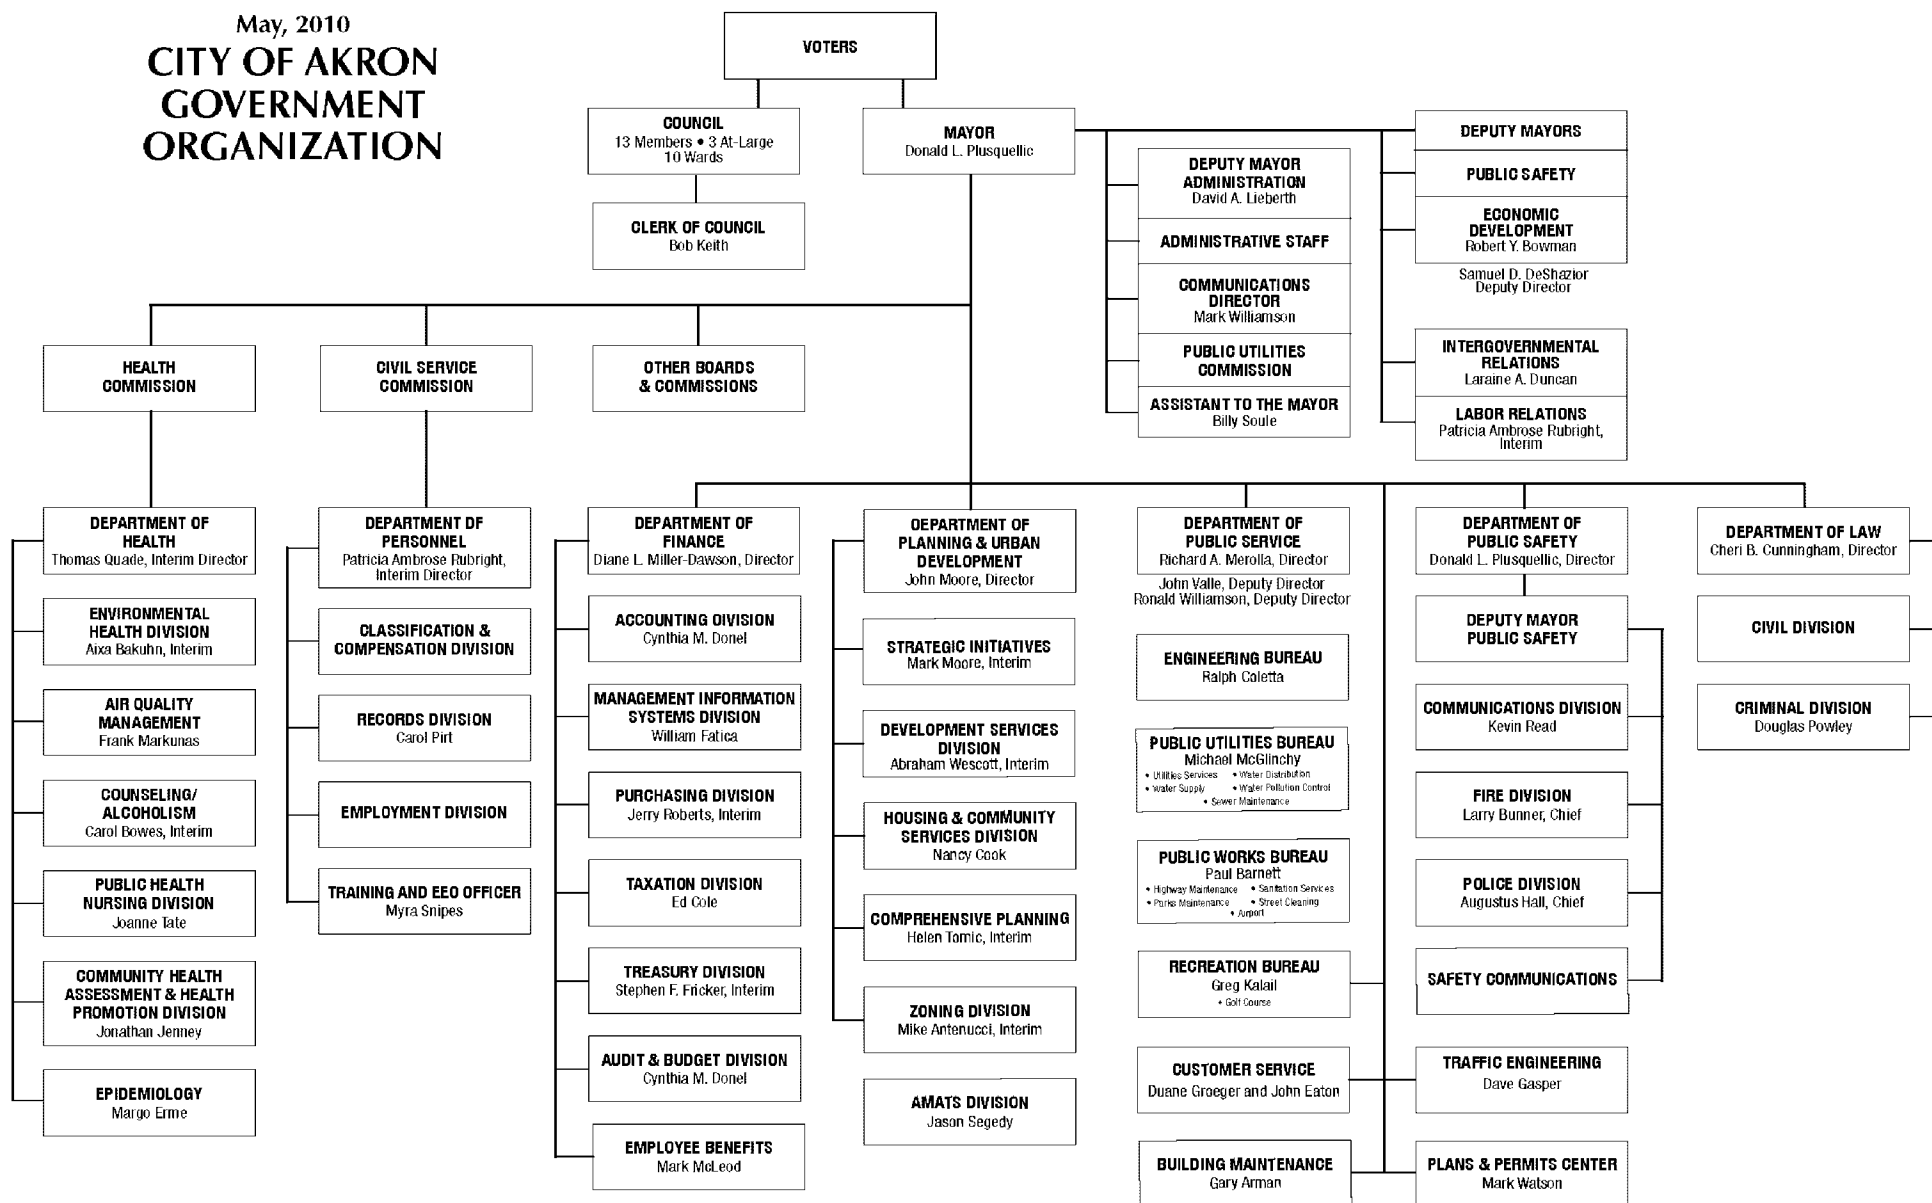 May, 2010
CITY OF AKRON
GOVERNMENT
ORGANIZATION
VOTERS
COUNCIL
13 Members • 3 At-Large
10 Wards
CLERK OF COUNCIL
Bob Keith
MAYOR
Donald L. Plusquellic
DEPUTY MAYOR
ADMINISTRATION
David A. Lieberth
ADMINISTRATIVE STAFF
COMMUNICATIONS
DIRECTOR
Mark Williamson
PUBLIC UTILITIES
COMMISSION
ASSISTANT TO THE MAYOR
Billy Soule
DEPUTY MAYORS
PUBLIC SAFETY
ECONOMIC
DEVELOPMENT
Robert Y. Bowman
Samuel D. DeShazior
Deputy Director
INTERGOVERNMENTAL
RELATIONS
Laraine A. Duncan
LABOR RELATIONS
Patricia Ambrose Rubright,
Interim
HEALTH
COMMISSION
CIVIL SERVICE
COMMISSION
OTHER BOARDS
& COMMISSIONS
DEPARTMENT OF
HEALTH
Thomas Quade, Interim Director
ENVIRONMENTAL
HEALTH DIVISION
Aixa Bakuhn, Interim
AIR QUALITY
MANAGEMENT
Frank Markunas
COUNSELING/
ALCOHOLISM
Carol Bowes, Interim
PUBLIC HEALTH
NURSING DIVISION
Joanne Tate
COMMUNITY HEALTH
ASSESSMENT & HEALTH
PROMOTION DIVISION
Jonathan Jenney
EPIDEMIOLOGY
Margo Erme
DEPARTMENT OF
PERSONNEL
Patricia Ambrose Rubright,
Interim Director
CLASSIFICATION &
COMPENSATION DIVISION
RECORDS DIVISION
Carol Pirt
EMPLOYMENT DIVISION
TRAINING AND EEO OFFICER
Myra Snipes
DEPARTMENT OF
FINANCE
Diane L. Miller-Dawson, Director
ACCOUNTING DIVISION
Cynthia M. Donel
MANAGEMENT INFORMATION
SYSTEMS DIVISION
William Fatica
PURCHASING DIVISION
Jerry Roberts, Interim
TAXATION DIVISION
Ed Cole
TREASURY DIVISION
Stephen F. Fricker, Interim
AUDIT & BUDGET DIVISION
Cynthia M. Donel
EMPLOYEE BENEFITS
Mark McLeod
DEPARTMENT OF
PLANNING & URBAN
DEVELOPMENT
John Moore, Director
STRATEGIC INITIATIVES
Mark Moore, Interim
DEVELOPMENT SERVICES
DIVISION
Abraham Wescott, Interim
HOUSING & COMMUNITY
SERVICES DIVISION
Nancy Cook
COMPREHENSIVE PLANNING
Helen Tomic, Interim
ZONING DIVISION
Mike Antenucci, Interim
AMATS DIVISION
Jason Segedy
DEPARTMENT OF
PUBLIC SERVICE
Richard A. Merolla, Director
John Valle, Deputy Director
Ronald Williamson, Deputy Director
ENGINEERING BUREAU
Ralph Coletta
PUBLIC UTILITIES BUREAU
Michael McGlinchy
• Utilities Services • Water Distribution
• Water Supply • Water Pollution Control
• Sewer Maintenance
PUBLIC WORKS BUREAU
Paul Barnett
• Highway Maintenance • Sanitation Services
• Parks Maintenance • Street Cleaning
• Airport
RECREATION BUREAU
Greg Kalail
• Golf Course
CUSTOMER SERVICE
Duane Groeger and John Eaton
BUILDING MAINTENANCE
Gary Arman
DEPARTMENT OF
PUBLIC SAFETY
Donald L. Plusquellic, Director
DEPUTY MAYOR
PUBLIC SAFETY
COMMUNICATIONS DIVISION
Kevin Read
FIRE DIVISION
Larry Bunner, Chief
POLICE DIVISION
Augustus Hall, Chief
SAFETY COMMUNICATIONS
TRAFFIC ENGINEERING
Dave Gasper
PLANS & PERMITS CENTER
Mark Watson
DEPARTMENT OF LAW
Cheri B. Cunningham, Director
CIVIL DIVISION
CRIMINAL DIVISION
Douglas Powley